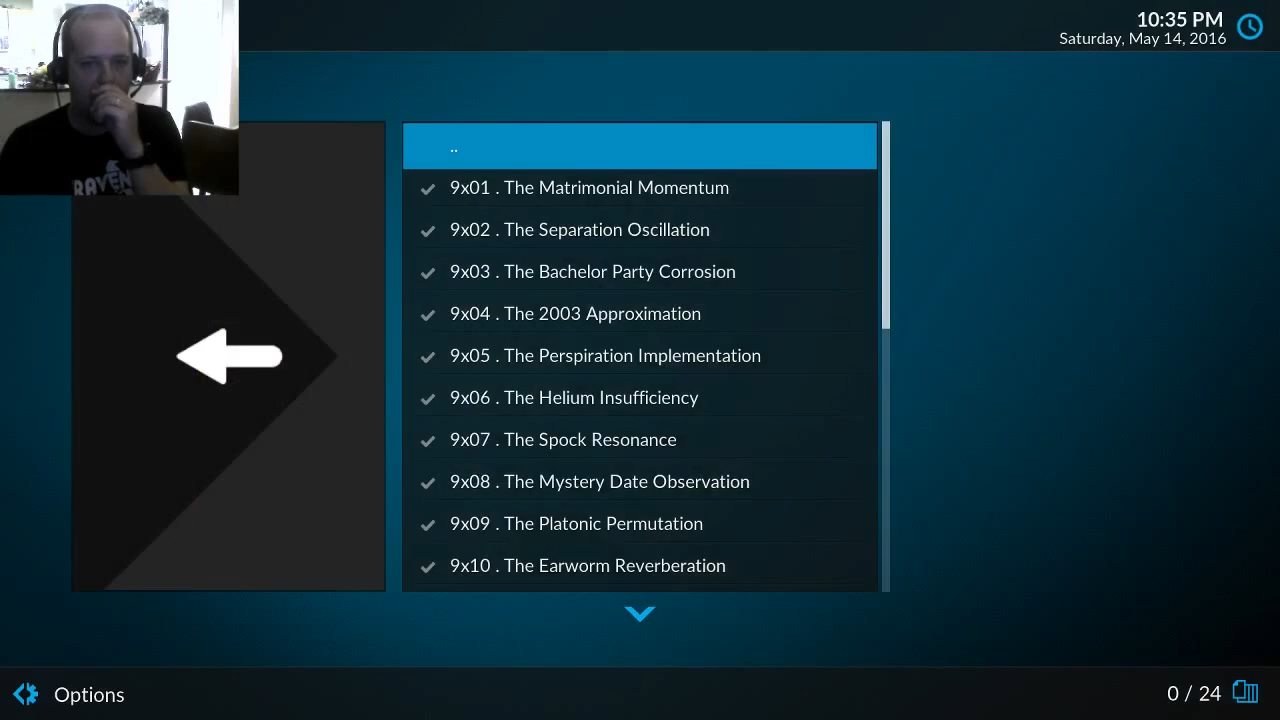 10:35 PM
Saturday, May 14, 2016
RAVEN
..
9x01 . The Matrimonial Momentum
9x02 . The Separation Oscillation
9x03 . The Bachelor Party Corrosion
9x04 . The 2003 Approximation
9x05 . The Perspiration Implementation
9x06 . The Helium Insufficiency
9x07 . The Spock Resonance
9x08 . The Mystery Date Observation
9x09 . The Platonic Permutation
9x10 . The Earworm Reverberation
Options
0 / 24